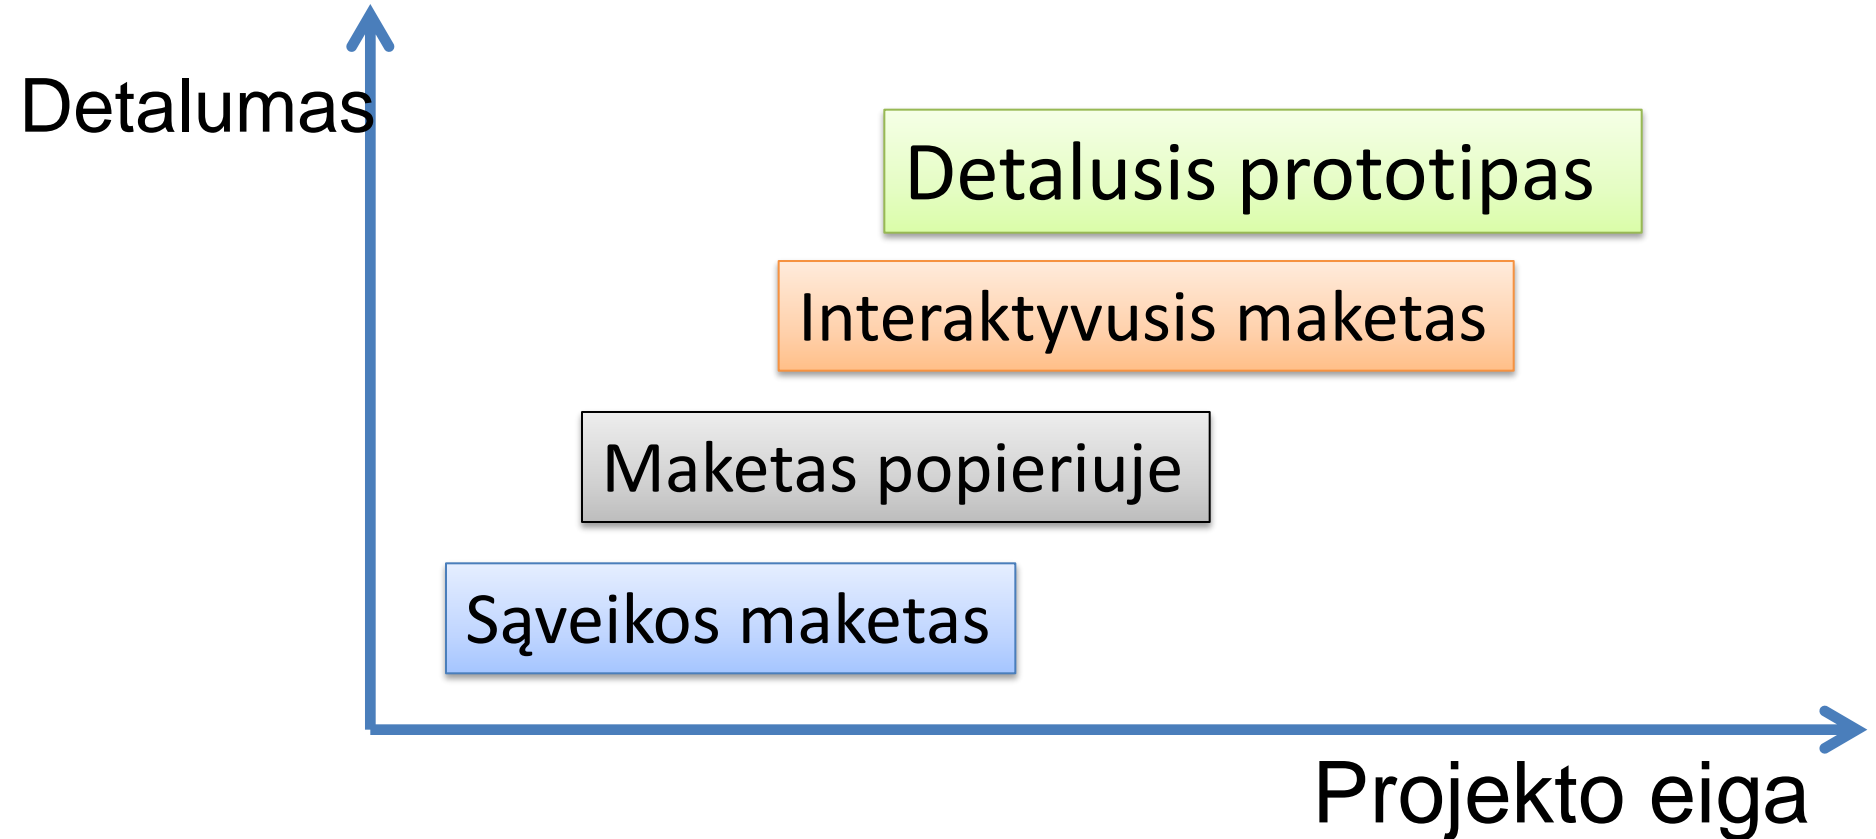 Detalumas
Detalusis prototipas
Interaktyvusis maketas
Maketas popieriuje
Sąveikos maketas
Projekto eiga